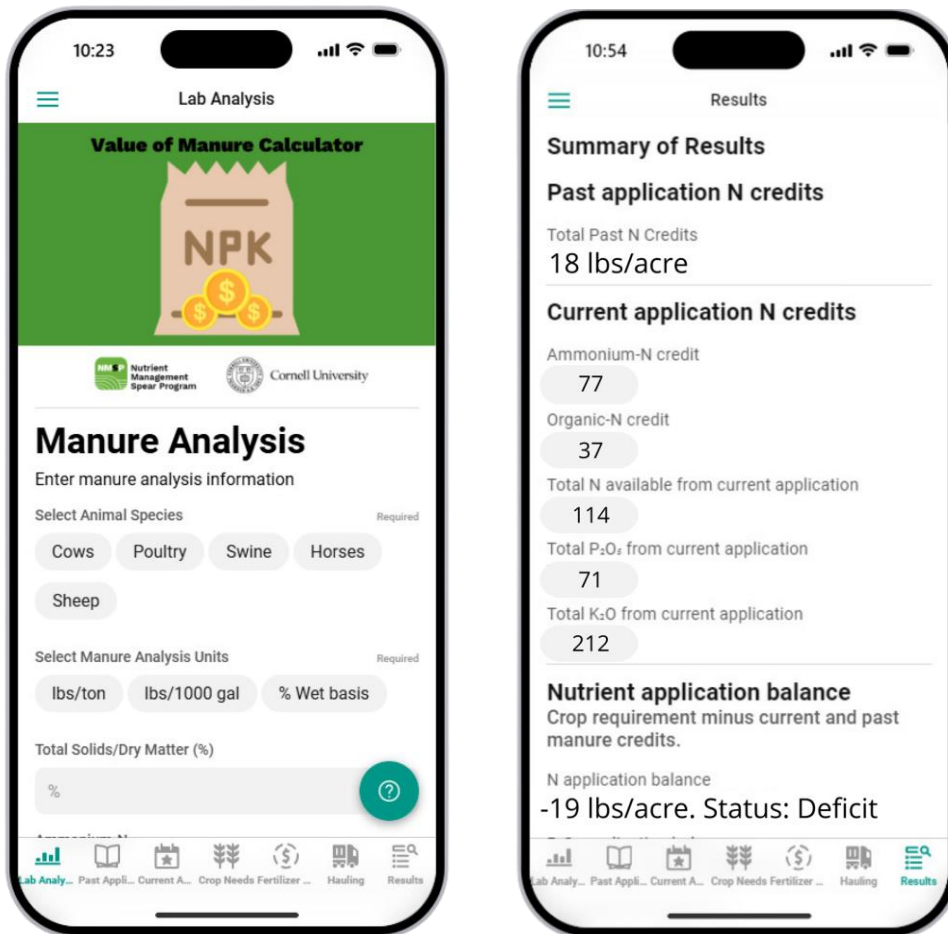 10:23
Lab Analysis
Value of Manure Calculator
NPK
$
$ $
NMSP Nutrient
Management
Spear Program
Cornell University
Manure Analysis
Enter manure analysis information
Select Animal Species Required
Cows Poultry Swine Horses
Sheep
Select Manure Analysis Units Required
lbs/ton lbs/1000 gal % Wet basis
Total Solids/Dry Matter (%)
%
Lab Analy... Past Appli... Current A... Crop Needs Fertilizer ... Hauling Results
10:54
Results
Summary of Results
Past application N credits
Total Past N Credits
18 lbs/acre
Current application N credits
Ammonium-N credit
77
Organic-N credit
37
Total N available from current application
114
Total P₂O₅ from current application
71
Total K₂O from current application
212
Nutrient application balance
Crop requirement minus current and past
manure credits.
N application balance
-19 lbs/acre. Status: Deficit
Lab Analy... Past Appli... Current A... Crop Needs Fertilizer ... Hauling Results